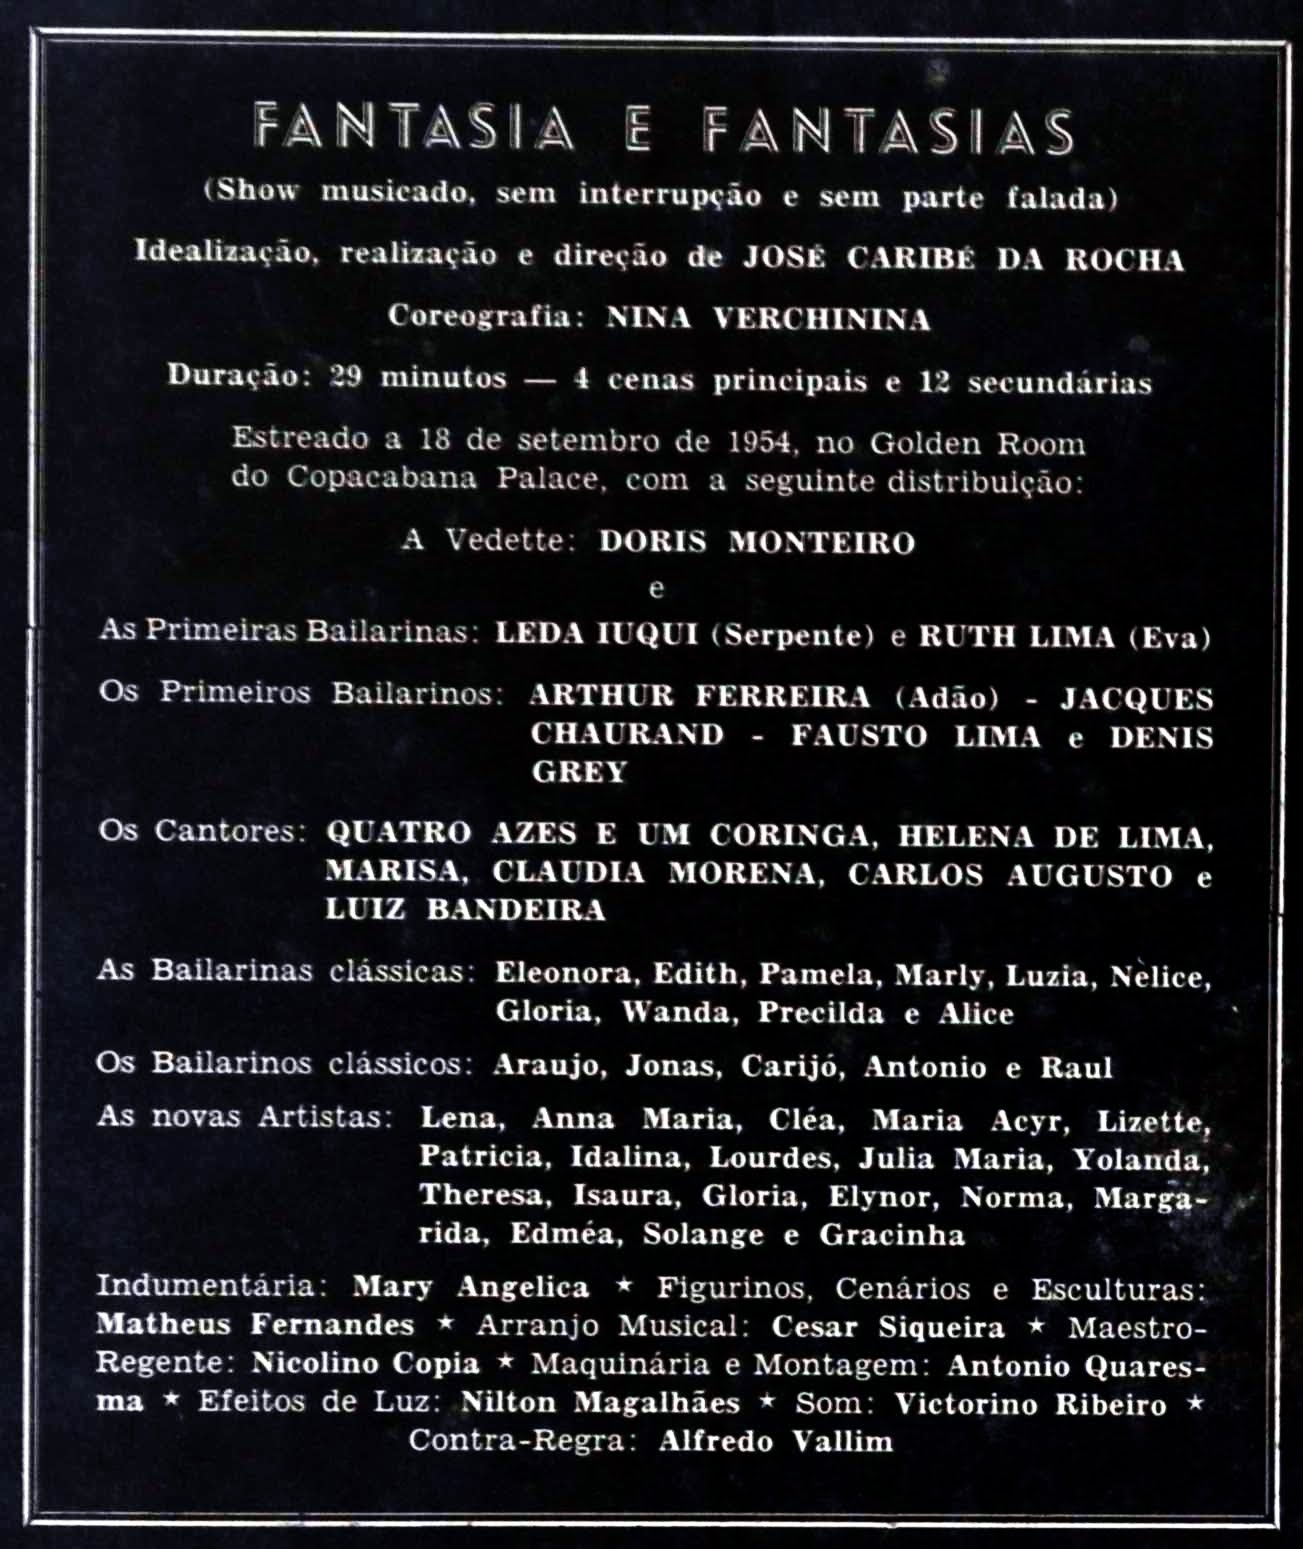 FANTASIA E FANTASIAS
(Show musicado, sem interrupção e sem parte falada)
Idealização, realização e direção de JOSÉ CARIBÉ DA ROCHA
Coreografia: NINA VERCHININA
Duração: 29 minutos — 4 cenas principais e 12 secundárias
Estreado a 18 de setembro de 1954, no Golden Room
do Copacabana Palace, com a seguinte distribuição:
A Vedette: DORIS MONTEIRO
e
As Primeiras Bailarinas: LEDA IUQUI (Serpente) e RUTH LIMA (Eva)
Os Primeiros Bailarinos: ARTHUR FERREIRA (Adão) - JACQUES
CHAURAND - FAUSTO LIMA e DENIS
GREY
Os Cantores: QUATRO AZES E UM CORINGA, HELENA DE LIMA,
MARISA, CLAUDIA MORENA, CARLOS AUGUSTO e
LUIZ BANDEIRA
As Bailarinas clássicas: Eleonora, Edith, Pamela, Marly, Luzia, Nèlice,
Gloria, Wanda, Precilda e Alice
Os Bailarinos clássicos: Araujo, Jonas, Carijó, Antonio e Raul
As novas Artistas: Lena, Anna Maria, Cléa, Maria Acyr, Lizette,
Patricia, Idalina, Lourdes, Julia Maria, Yolanda,
Theresa, Isaura, Gloria, Elynor, Norma, Marga-
rida, Edméa, Solange e Gracinha
Indumentária: Mary Angelica ★ Figurinos, Cenários e Esculturas:
Matheus Fernandes ★ Arranjo Musical: Cesar Siqueira ★ Maestro-
Regente: Nicolino Copia ★ Maquinária e Montagem: Antonio Quares-
ma ★ Efeitos de Luz: Nilton Magalhães ★ Som: Victorino Ribeiro ★
Contra-Regra: Alfredo Vallim